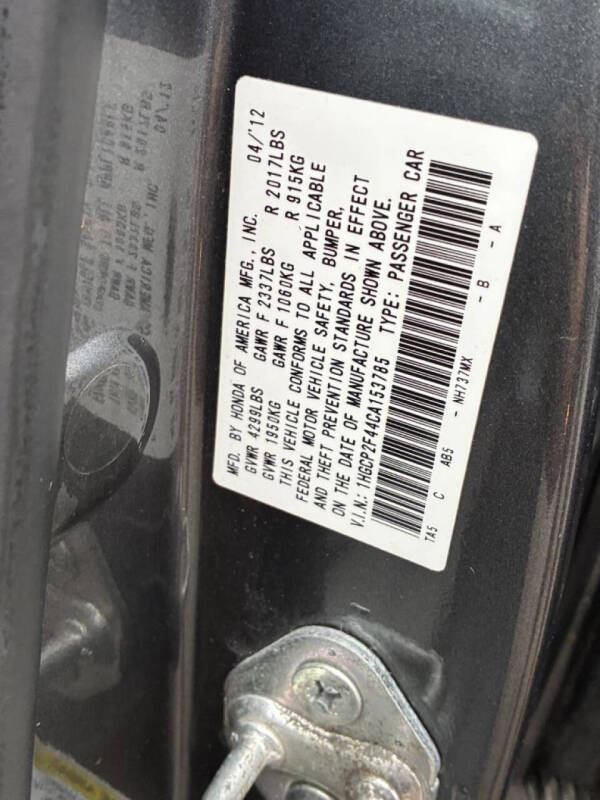 MFD. BY HONDA OF AMERICA MFG., INC. 04/'12
GVWR 4299LBS GAWR F 2337LBS R 2017LBS
GVWR 1950KG GAWR F 1060KG R 915KG
THIS VEHICLE CONFORMS TO ALL APPLICABLE
FEDERAL MOTOR VEHICLE SAFETY, BUMPER,
AND THEFT PREVENTION STANDARDS IN EFFECT
ON THE DATE OF MANUFACTURE SHOWN ABOVE.
V.I.N.: 1HGCP2F44CA153785 TYPE: PASSENGER CAR
TA5 C AB5 - NH737MX - B - A